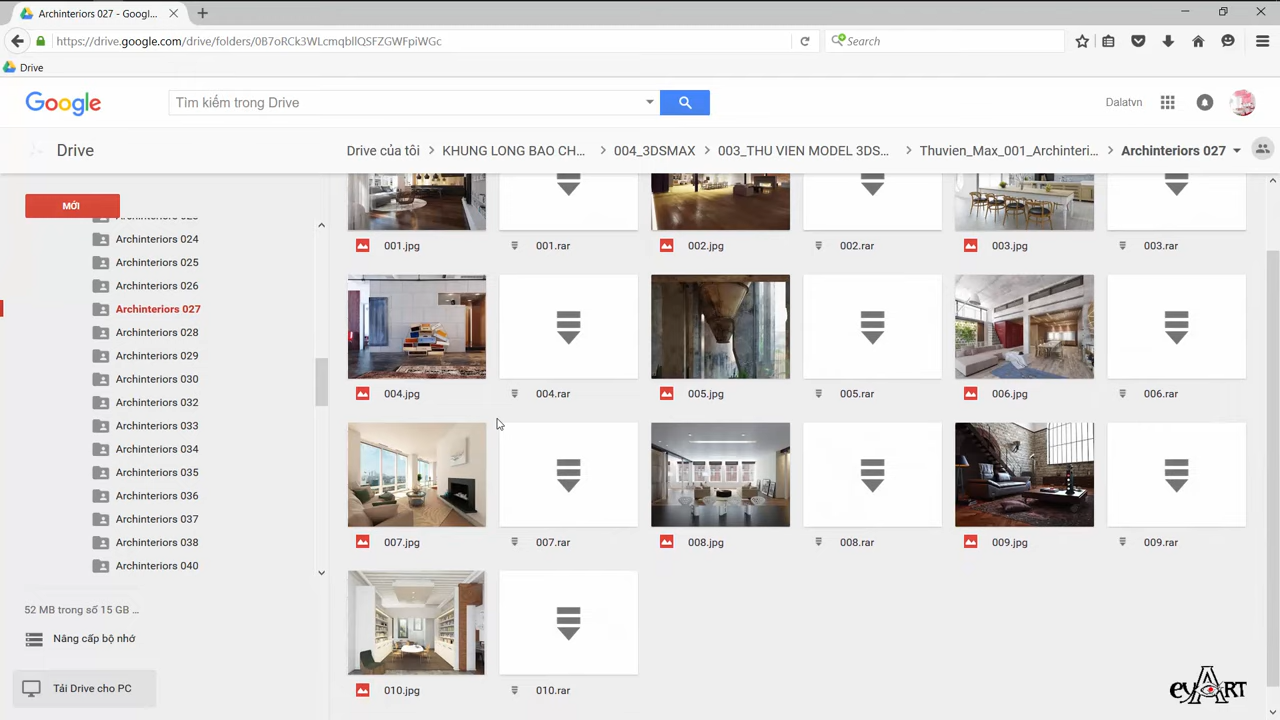 Archinteriors 027 - Googl...
https://drive.google.com/drive/folders/0B7oRCk3WLcmqbllQSFZGWFpiWGc
Search
Drive
Google
Tìm kiếm trong Drive
Dalatvn
Drive
Drive của tôi
KHUNG LONG BAO CH...
004_3DSMAX
003_THU VIEN MODEL 3DS...
Thuvien_Max_001_Archinteri...
Archinteriors 027
MỚI
Archinteriors 024
Archinteriors 025
Archinteriors 026
Archinteriors 027
Archinteriors 028
Archinteriors 029
Archinteriors 030
Archinteriors 032
Archinteriors 033
Archinteriors 034
Archinteriors 035
Archinteriors 036
Archinteriors 037
Archinteriors 038
Archinteriors 040
52 MB trong số 15 GB ...
Nâng cấp bộ nhớ
Tải Drive cho PC
001.jpg
001.rar
002.jpg
002.rar
003.jpg
003.rar
004.jpg
004.rar
005.jpg
005.rar
006.jpg
006.rar
007.jpg
007.rar
008.jpg
008.rar
009.jpg
009.rar
010.jpg
010.rar
eyART